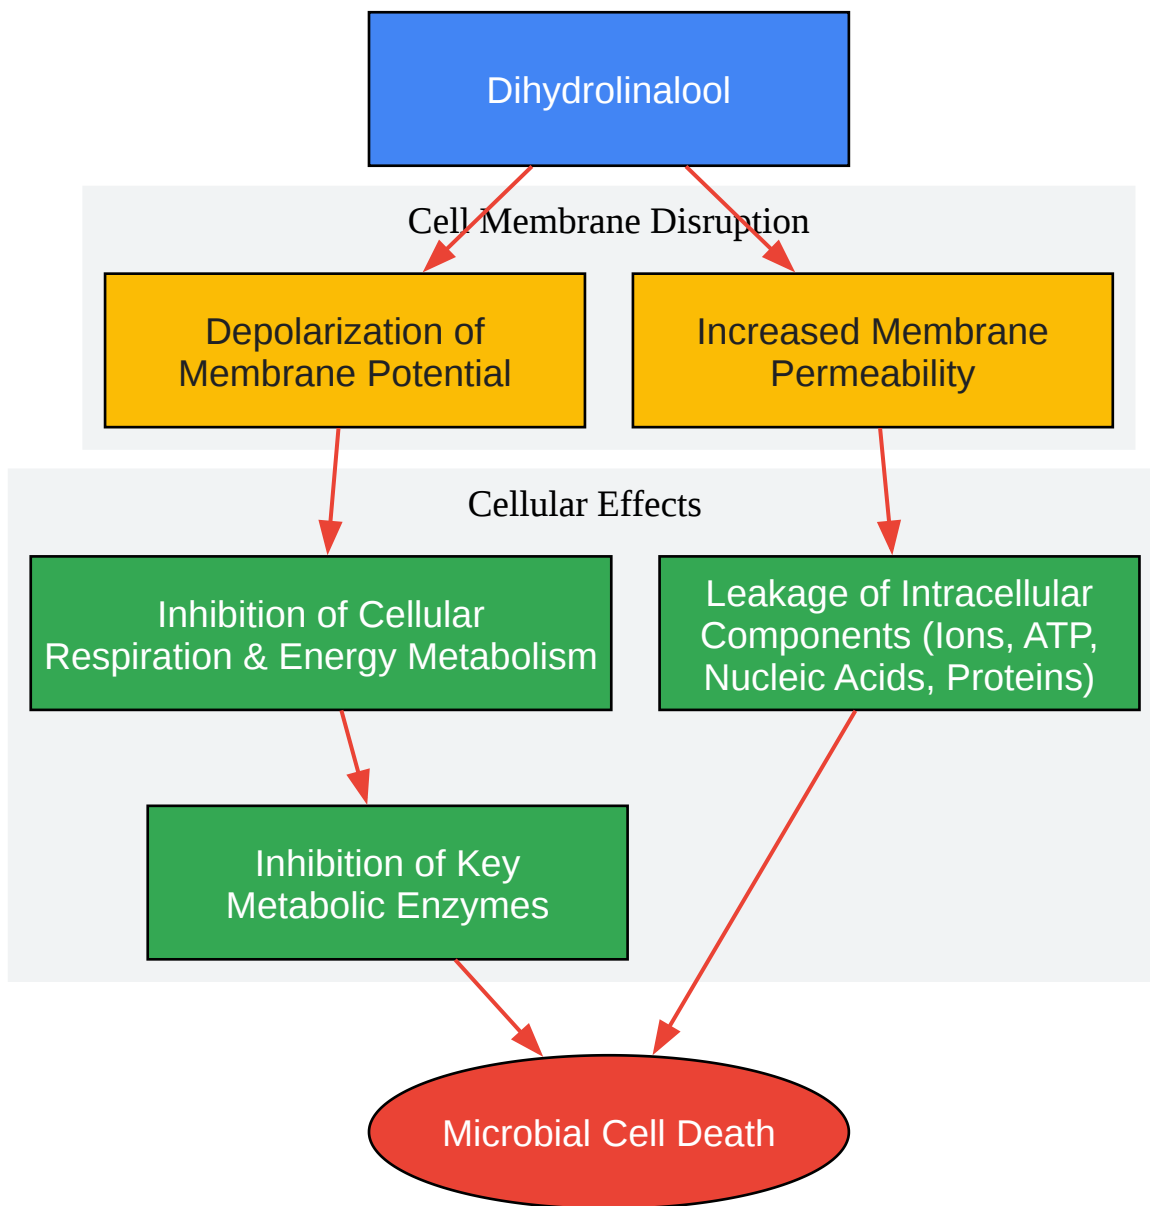 Dihydrolinalool
Cell Membrane Disruption
Depolarization of
Membrane Potential
Increased Membrane
Permeability
Cellular Effects
Inhibition of Cellular
Respiration & Energy Metabolism
Leakage of Intracellular
Components (Ions, ATP,
Nucleic Acids, Proteins)
Inhibition of Key
Metabolic Enzymes
Microbial Cell Death